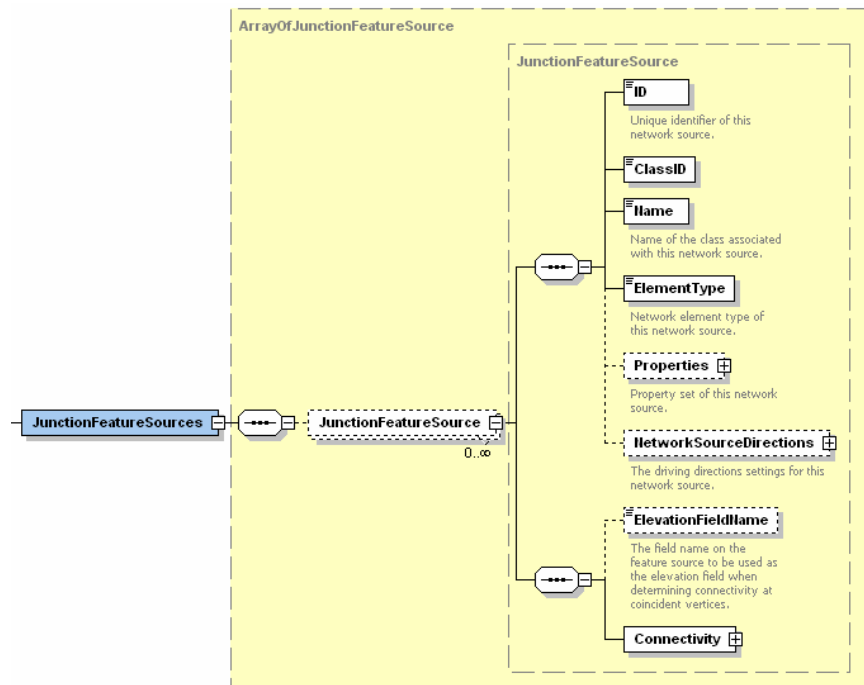 ArrayOfJunctionFeatureSource
JunctionFeatureSource
ID
Unique identifier of this
network source.
ClassID
Name
Name of the class associated
with this network source.
ElementType
Network element type of
this network source.
Properties
Property set of this network
source.
JunctionFeatureSources
JunctionFeatureSource
0..∞
NetworkSourceDirections
The driving directions settings for this
network source.
ElevationFieldName
The field name on the
feature source to be used as
the elevation field when
determining connectivity at
coincident vertices.
Connectivity